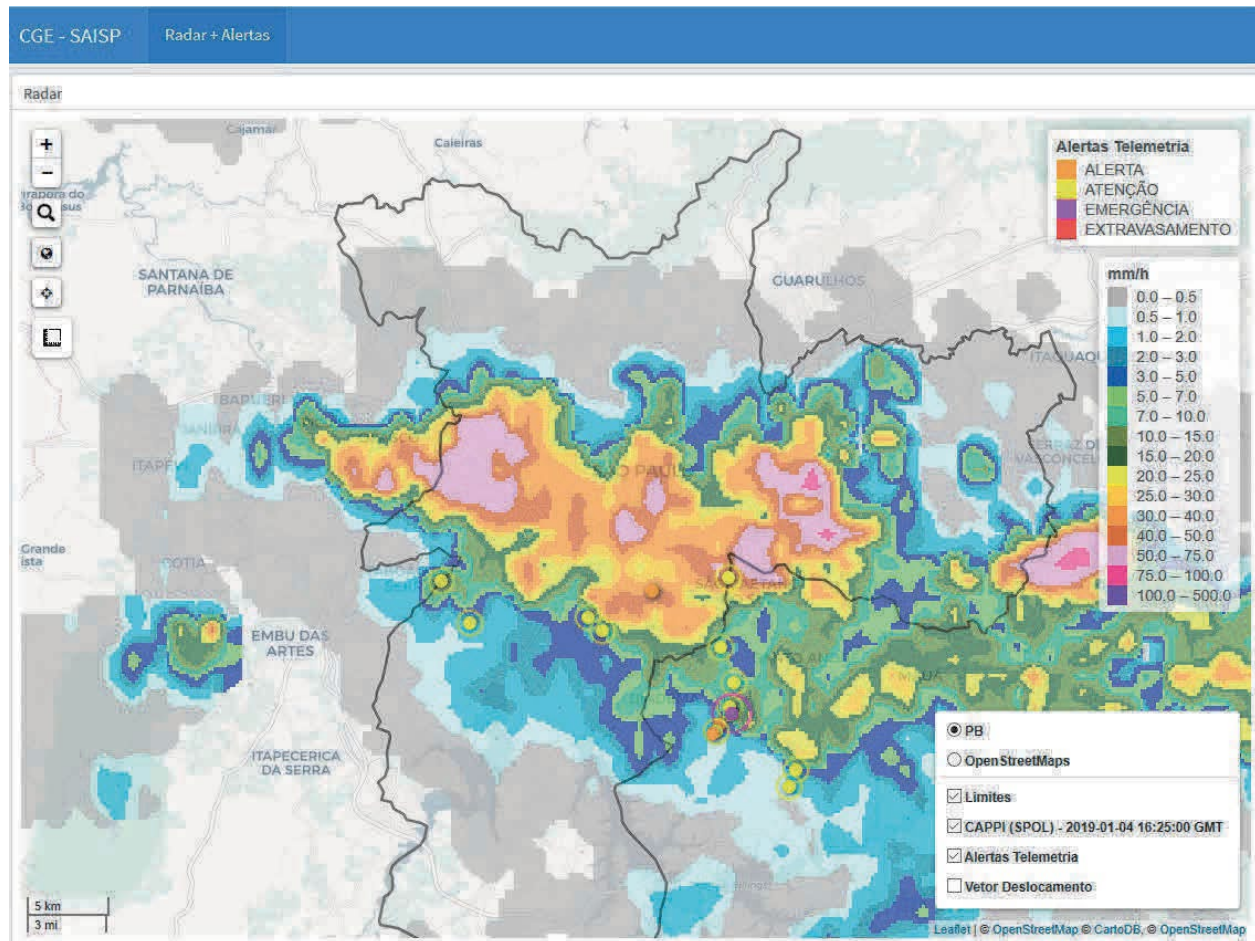 CGE - SAISP
Radar + Alertas
Radar
+
−
Cajamar
Caieiras
SANTANA DE
PARNAÍBA
GUARULHOS
BARUERI
JANDIRA
ITAPEVI
Grande
ista
COTIA
EMBU DAS
ARTES
ITAPECERICA
DA SERRA
SÃO PAULO
MAUÁ
5 km
3 mi
Alertas Telemetria
ALERTA
ATENÇÃO
EMERGÊNCIA
EXTRAVASAMENTO
mm/h
0.0 – 0.5
0.5 – 1.0
1.0 – 2.0
2.0 – 3.0
3.0 – 5.0
5.0 – 7.0
7.0 – 10.0
10.0 – 15.0
15.0 – 20.0
20.0 – 25.0
25.0 – 30.0
30.0 – 40.0
40.0 – 50.0
50.0 – 75.0
75.0 – 100.0
100.0 – 500.0
PB
OpenStreetMaps
Limites
CAPPI (SPOL) - 2019-01-04 16:25:00 GMT
Alertas Telemetria
Vetor Deslocamento
Leaflet | © OpenStreetMap © CartoDB, © OpenStreetMap